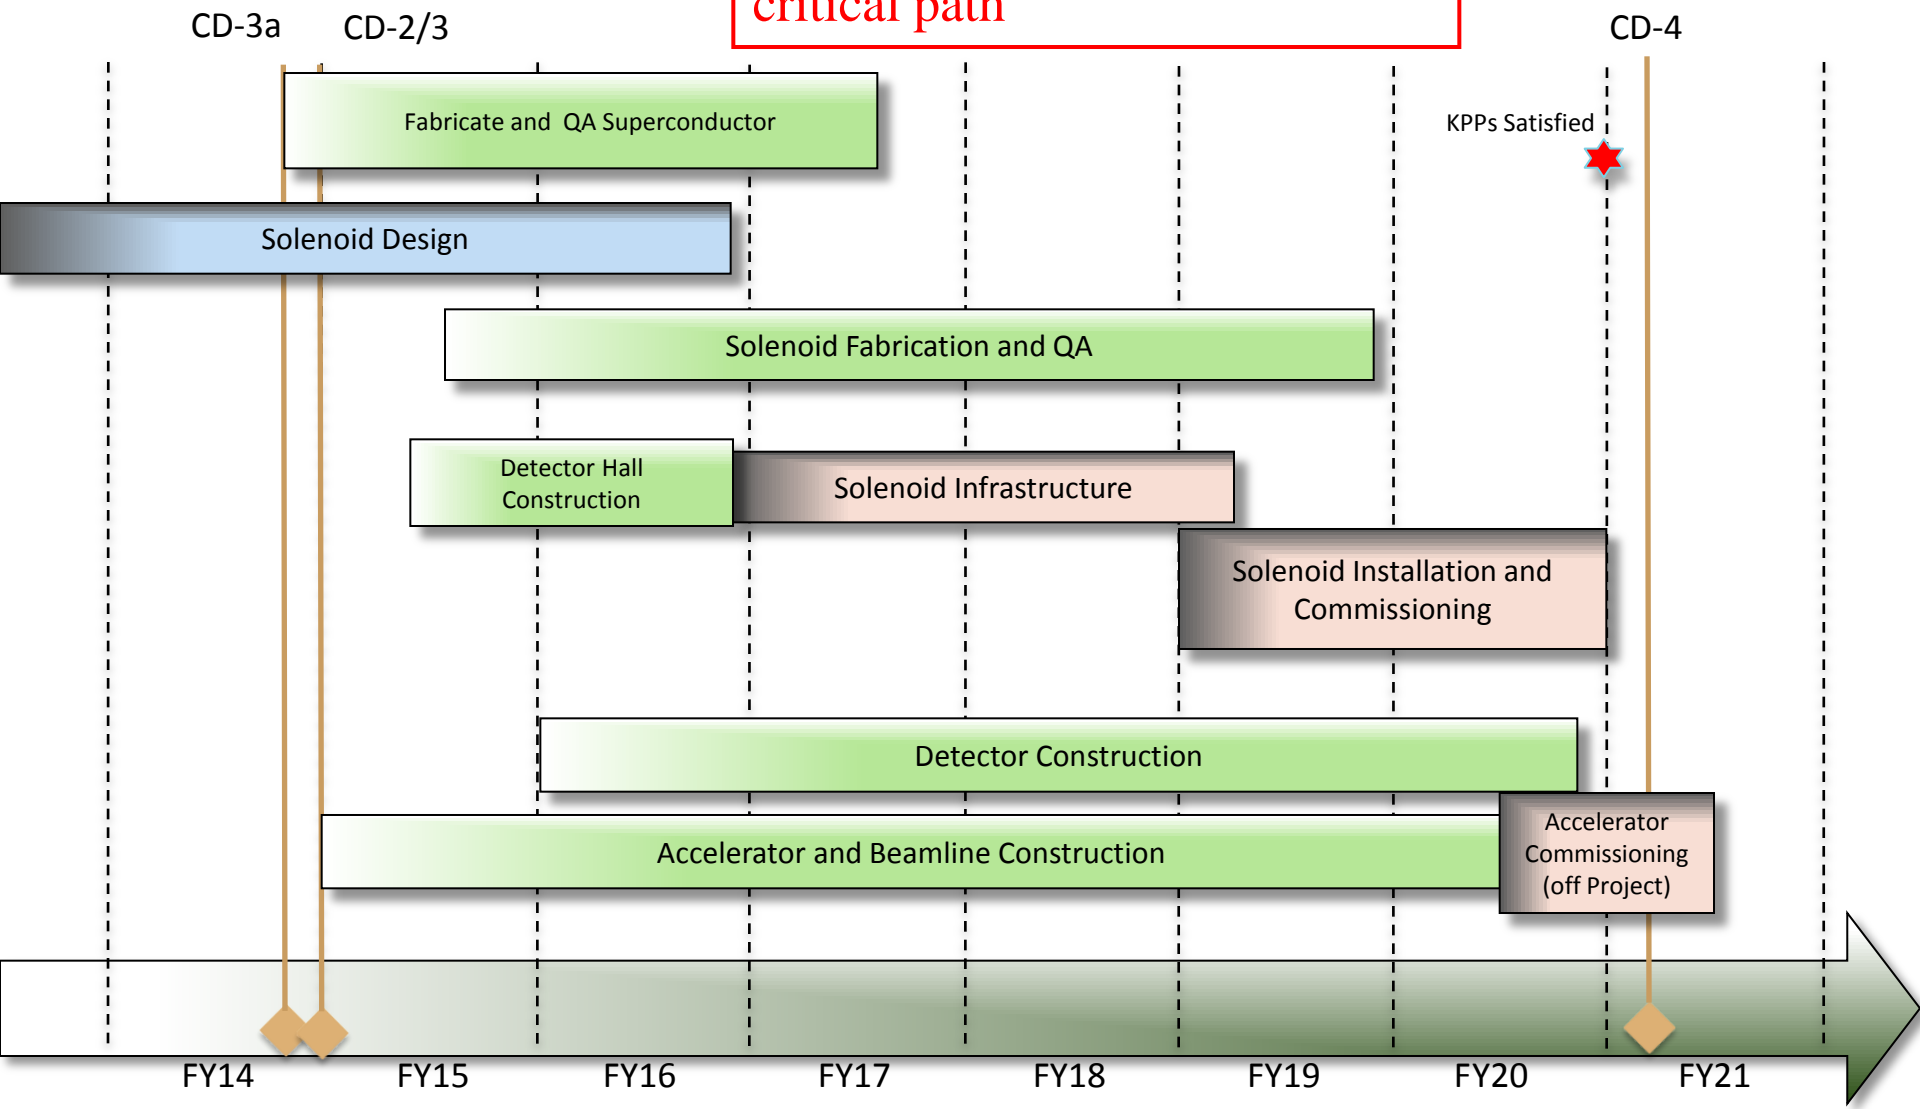 critical path
CD-3a
CD-2/3
CD-4
Fabricate and QA Superconductor
KPPs Satisfied
Solenoid Design
Solenoid Fabrication and QA
Detector Hall
Construction
Solenoid Infrastructure
Solenoid Installation and
Commissioning
Detector Construction
Accelerator and Beamline Construction
Accelerator
Commissioning
(off Project)
FY14
FY15
FY16
FY17
FY18
FY19
FY20
FY21